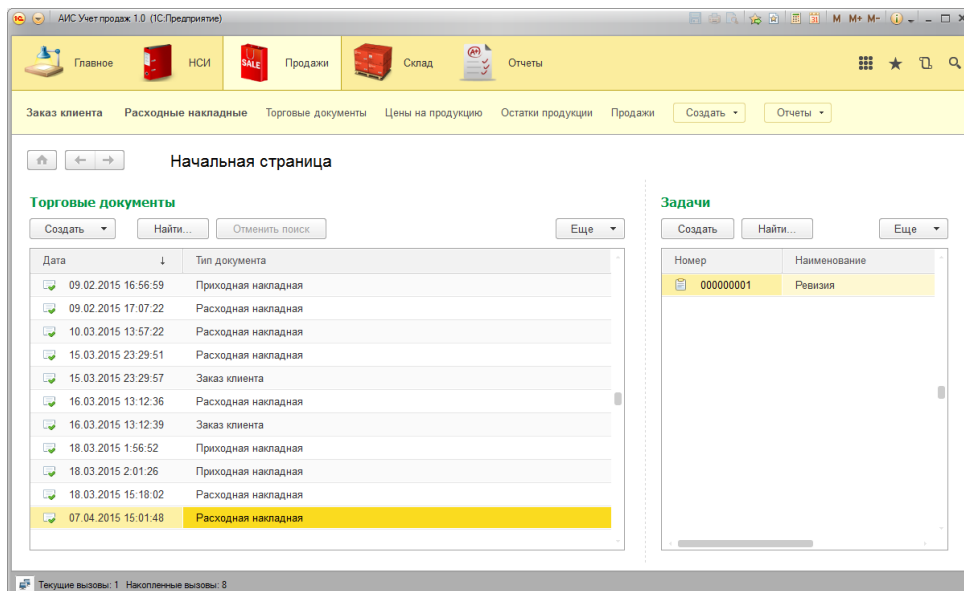 АИС Учет продаж 1.0 (1С:Предприятие)
M M+ M-
Главное НСИ SALE Продажи Склад A+ Отчеты
Заказ клиента Расходные накладные Торговые документы Цены на продукцию Остатки продукции Продажи Создать Отчеты
Начальная страница
Торговые документы
Создать Найти... Отменить поиск Еще
Дата ↓ Тип документа
09.02.2015 16:56:59 Приходная накладная
09.02.2015 17:07:22 Расходная накладная
10.03.2015 13:57:22 Расходная накладная
15.03.2015 23:29:51 Расходная накладная
15.03.2015 23:29:57 Заказ клиента
16.03.2015 13:12:36 Расходная накладная
16.03.2015 13:12:39 Заказ клиента
18.03.2015 1:56:52 Приходная накладная
18.03.2015 2:01:26 Приходная накладная
18.03.2015 15:18:02 Расходная накладная
07.04.2015 15:01:48 Расходная накладная
Задачи
Создать Найти... Еще
Номер Наименование
000000001 Ревизия
Текущие вызовы: 1 Накопленные вызовы: 8